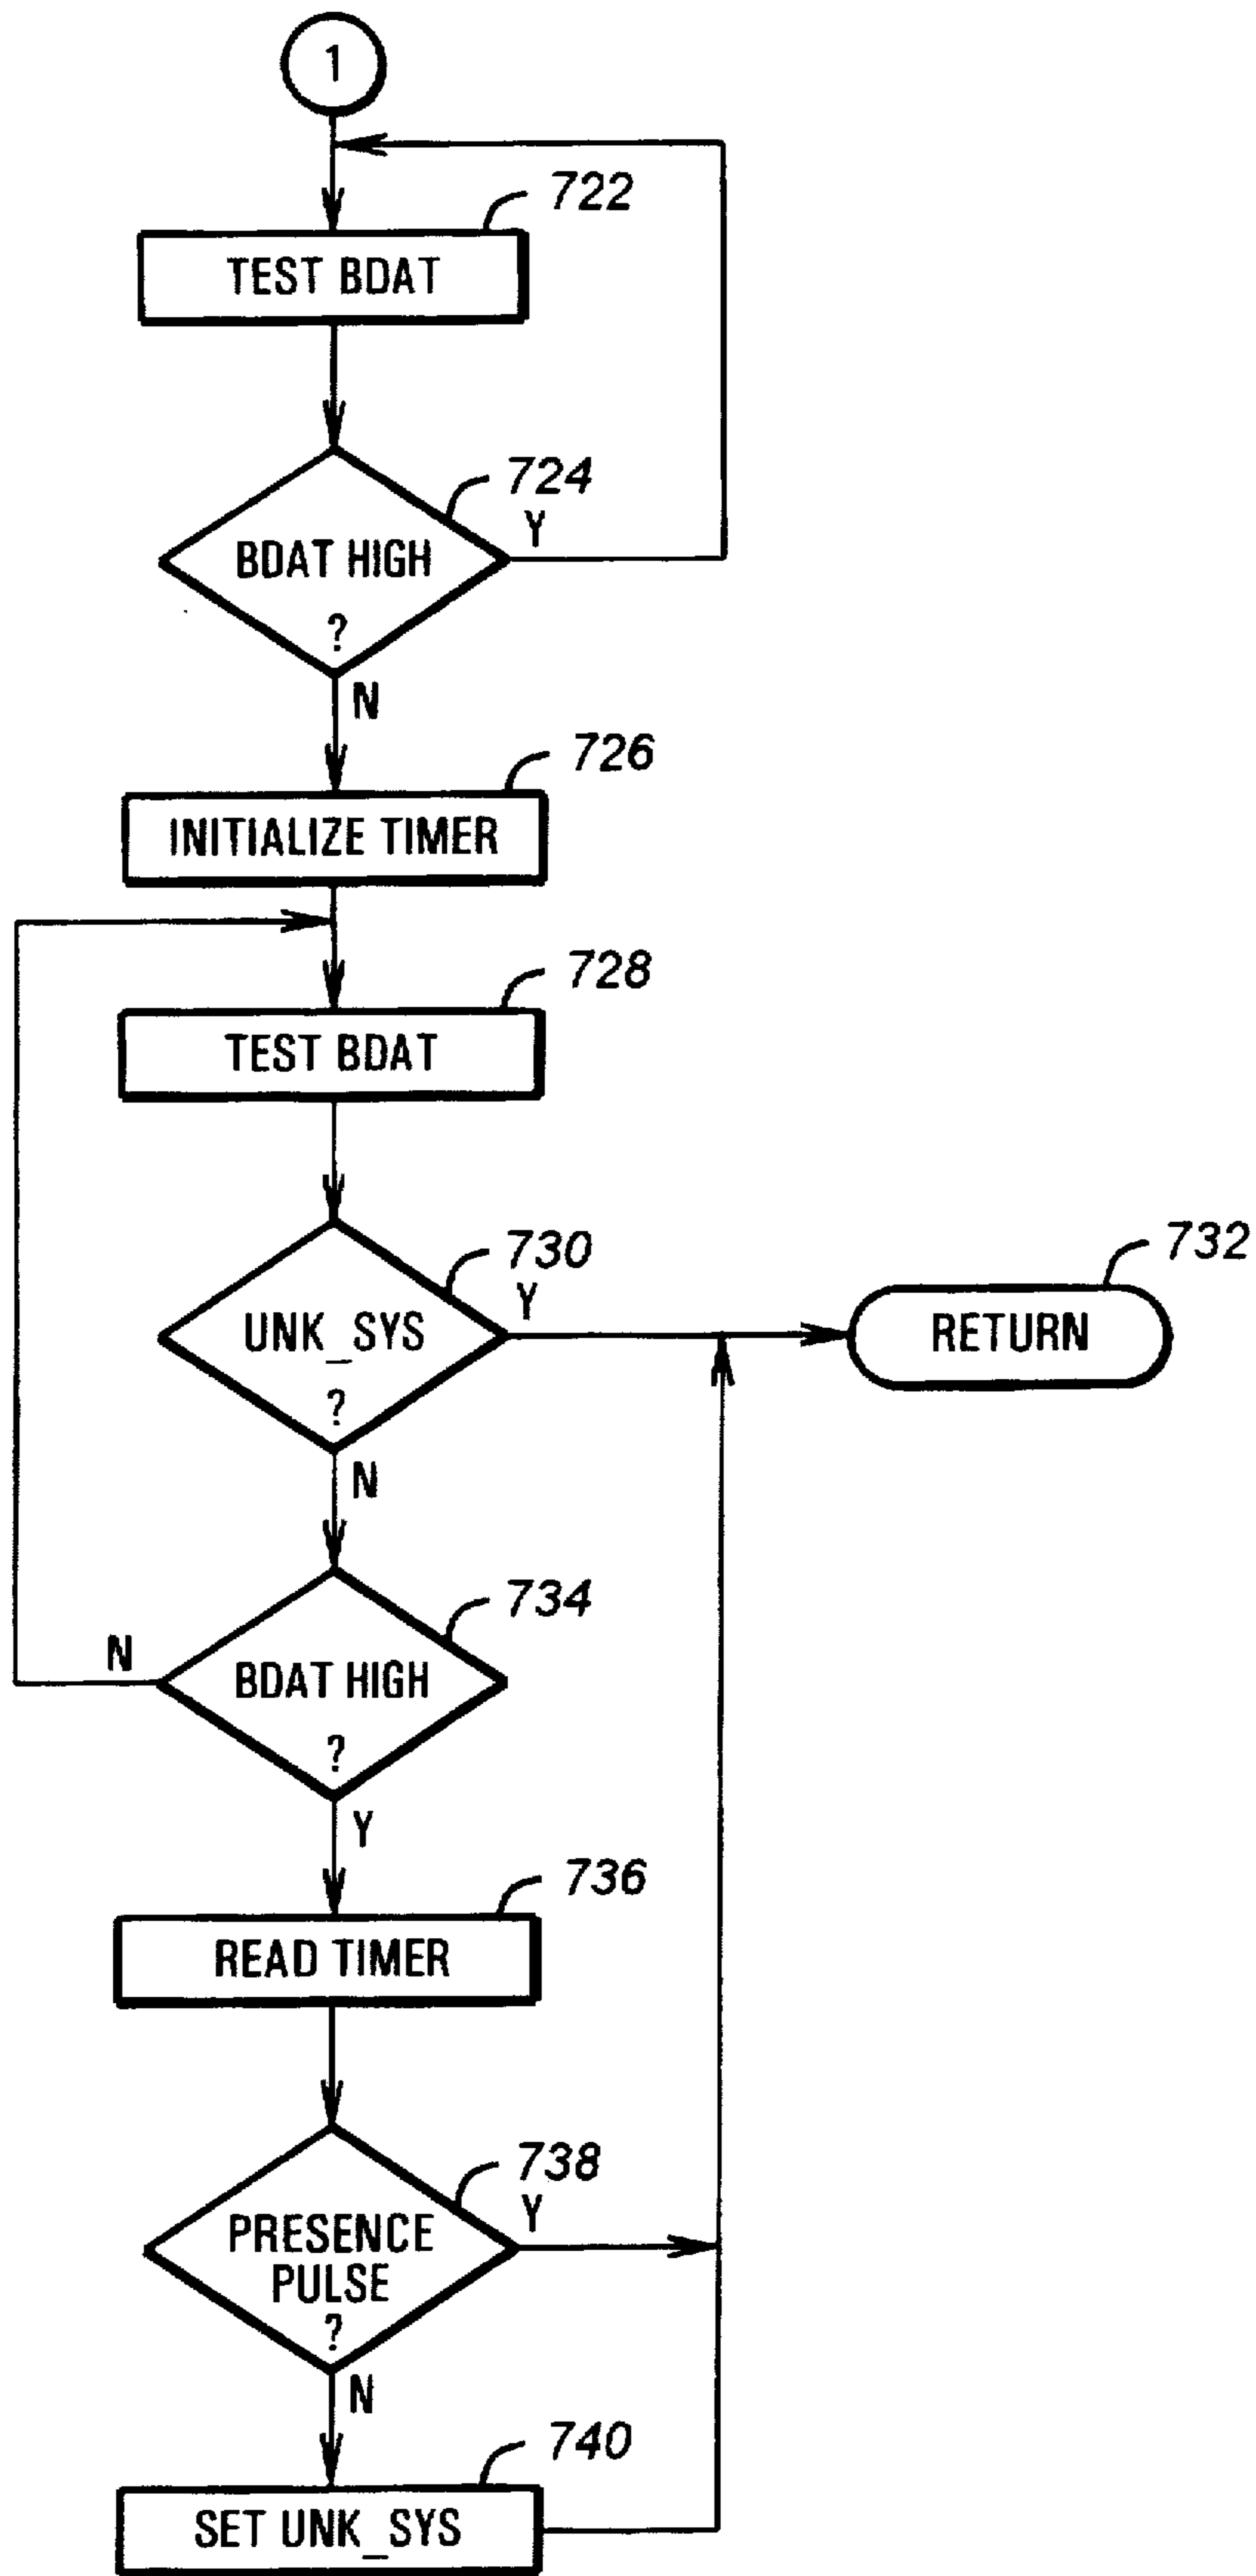 1
722
TEST BDAT
724
Y
BDAT HIGH
?
N
726
INITIALIZE TIMER
728
TEST BDAT
730
Y
UNK_SYS
?
N
732
RETURN
734
N
BDAT HIGH
?
Y
736
READ TIMER
738
Y
PRESENCE
PULSE
?
N
740
SET UNK_SYS